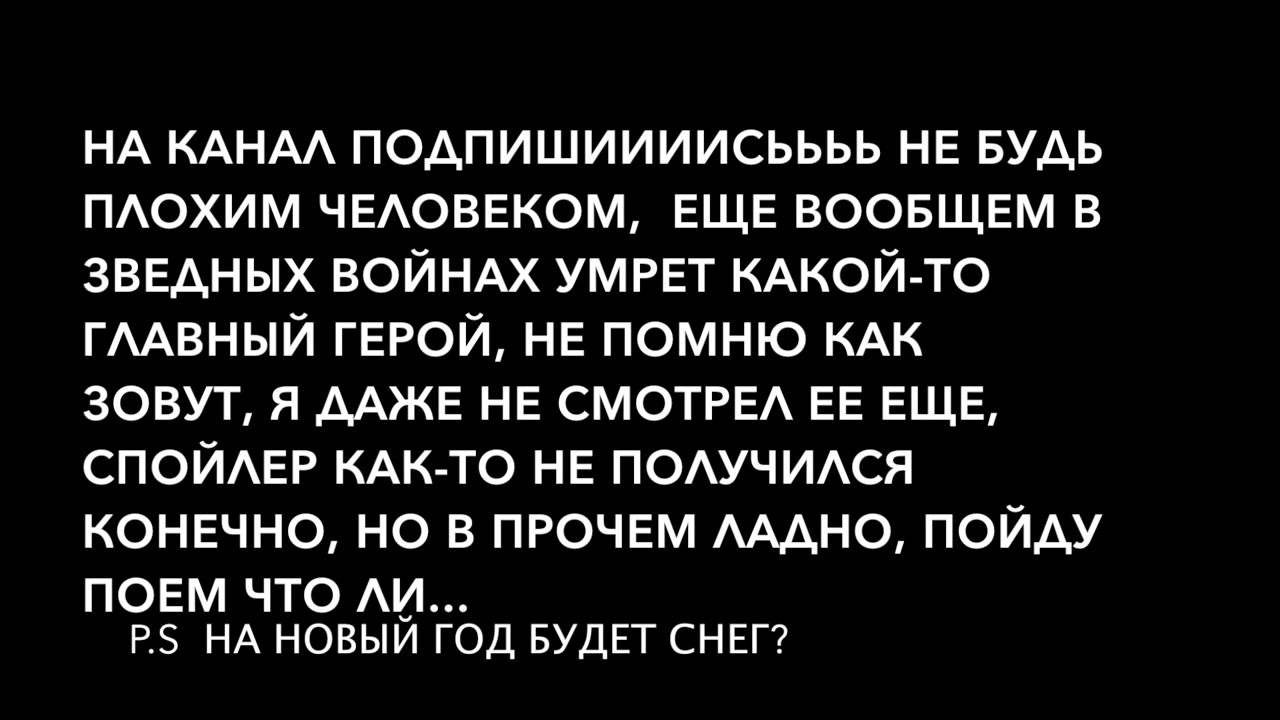 НА КАНАЛ ПОДПИШИИИИСЬЬЬЬ НЕ БУДЬ
ПЛОХИМ ЧЕЛОВЕКОМ,  ЕЩЕ ВООБЩЕМ В
ЗВЕДНЫХ ВОЙНАХ УМРЕТ КАКОЙ-ТО
ГЛАВНЫЙ ГЕРОЙ, НЕ ПОМНЮ КАК
ЗОВУТ, Я ДАЖЕ НЕ СМОТРЕЛ ЕЕ ЕЩЕ,
СПОЙЛЕР КАК-ТО НЕ ПОЛУЧИЛСЯ
КОНЕЧНО, НО В ПРОЧЕМ ЛАДНО, ПОЙДУ
ПОЕМ ЧТО ЛИ...
P.S  НА НОВЫЙ ГОД БУДЕТ СНЕГ?